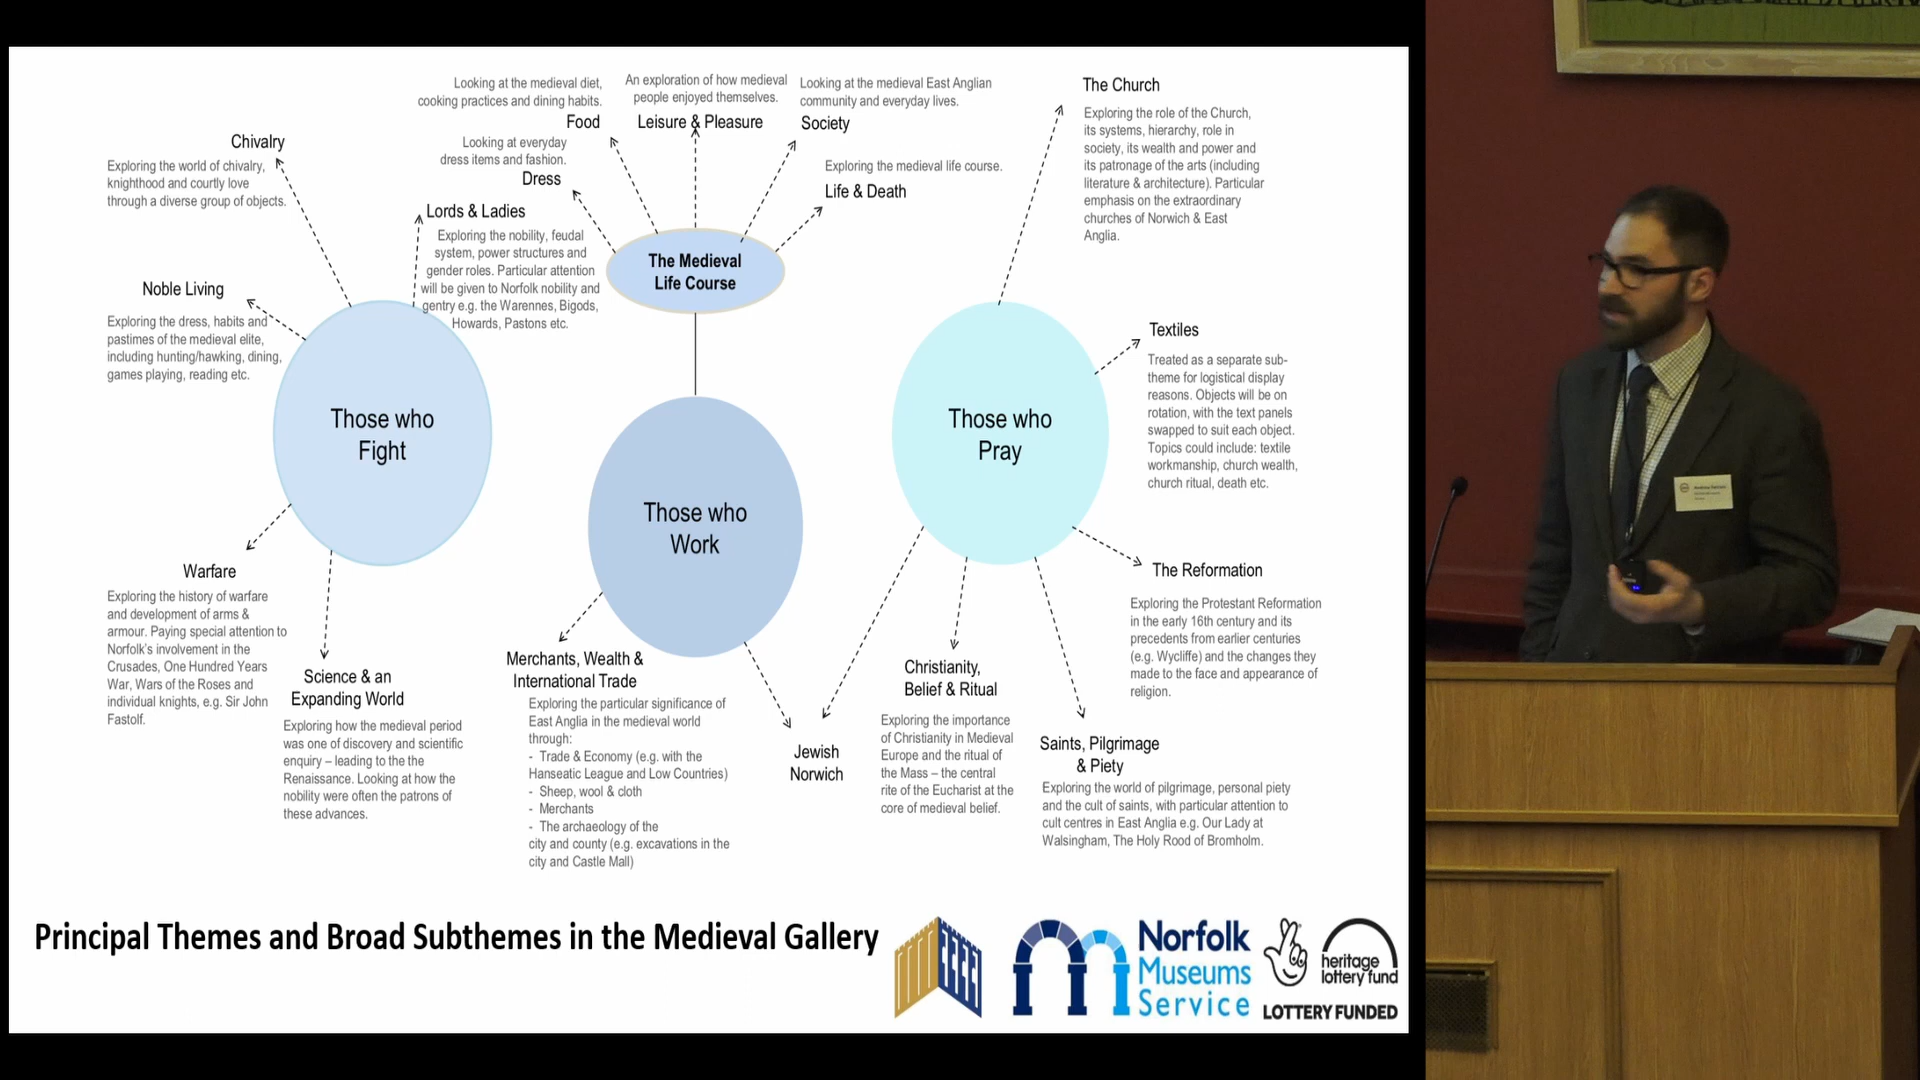 Looking at the medieval diet,
cooking practices and dining habits.
Food
An exploration of how medieval
people enjoyed themselves.
Leisure & Pleasure
Looking at the medieval East Anglian
community and everyday lives.
Society
The Church
Exploring the role of the Church,
its systems, hierarchy, role in
society, its wealth and power and
its patronage of the arts (including
literature & architecture). Particular
emphasis on the extraordinary
churches of Norwich & East
Anglia.
Chivalry
Exploring the world of chivalry,
knighthood and courtly love
through a diverse group of objects.
Looking at everyday
dress items and fashion.
Dress
Exploring the medieval life course.
Life & Death
Lords & Ladies
Exploring the nobility, feudal
system, power structures and
gender roles. Particular attention
will be given to Norfolk nobility and
gentry e.g. the Warennes, Bigods,
Howards, Pastons etc.
The Medieval
Life Course
Noble Living
Exploring the dress, habits and
pastimes of the medieval elite,
including hunting/hawking, dining,
games playing, reading etc.
Textiles
Treated as a separate sub-
theme for logistical display
reasons. Objects will be on
rotation, with the text panels
swapped to suit each object.
Topics could include: textile
workmanship, church wealth,
church ritual, death etc.
Those who
Fight
Those who
Work
Those who
Pray
Warfare
Exploring the history of warfare
and development of arms &
armour. Paying special attention to
Norfolk's involvement in the
Crusades, One Hundred Years
War, Wars of the Roses and
individual knights, e.g. Sir John
Fastolf.
Science & an
Expanding World
Exploring how the medieval period
was one of discovery and scientific
enquiry – leading to the the
Renaissance. Looking at how the
nobility were often the patrons of
these advances.
Merchants, Wealth &
International Trade
Exploring the particular significance of
East Anglia in the medieval world
through:
- Trade & Economy (e.g. with the
Hanseatic League and Low Countries)
- Sheep, wool & cloth
- Merchants
- The archaeology of the
city and county (e.g. excavations in the
city and Castle Mall)
Jewish
Norwich
Christianity,
Belief & Ritual
Exploring the importance
of Christianity in Medieval
Europe and the ritual of
the Mass – the central
rite of the Eucharist at the
core of medieval belief.
The Reformation
Exploring the Protestant Reformation
in the early 16th century and its
precedents from earlier centuries
(e.g. Wycliffe) and the changes they
made to the face and appearance of
religion.
Saints, Pilgrimage
& Piety
Exploring the world of pilgrimage, personal piety
and the cult of saints, with particular attention to
cult centres in East Anglia e.g. Our Lady at
Walsingham, The Holy Rood of Bromholm.
Principal Themes and Broad Subthemes in the Medieval Gallery
Norfolk
Museums
Service
heritage
lottery fund
LOTTERY FUNDED